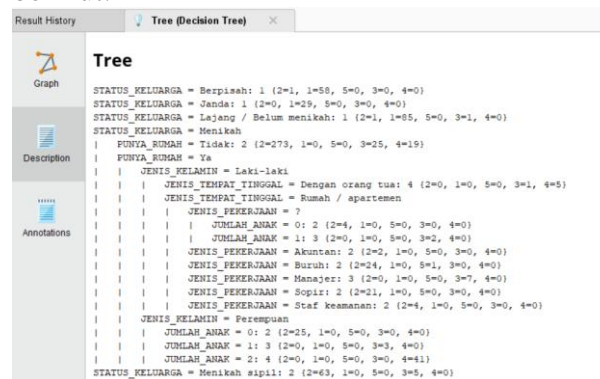 Result History
Tree (Decision Tree)
Graph
Description
Annotations
Tree
STATUS_KELUARGA = Berpisah: 1 {2=1, 1=58, 5=0, 3=0, 4=0}
STATUS_KELUARGA = Janda: 1 {2=0, 1=29, 5=0, 3=0, 4=0}
STATUS_KELUARGA = Lajang / Belum menikah: 1 {2=1, 1=85, 5=0, 3=1, 4=0}
STATUS_KELUARGA = Menikah
| PUNYA_RUMAH = Tidak: 2 {2=273, 1=0, 5=0, 3=25, 4=19}
| PUNYA_RUMAH = Ya
| | JENIS_KELAMIN = Laki-laki
| | | JENIS_TEMPAT_TINGGAL = Dengan orang tua: 4 {2=0, 1=0, 5=0, 3=1, 4=5}
| | | JENIS_TEMPAT_TINGGAL = Rumah / apartemen
| | | | JENIS_PEKERJAAN = ?
| | | | | JUMLAH_ANAK = 0: 2 {2=4, 1=0, 5=0, 3=0, 4=0}
| | | | | JUMLAH_ANAK = 1: 3 {2=0, 1=0, 5=0, 3=2, 4=0}
| | | | JENIS_PEKERJAAN = Akuntan: 2 {2=2, 1=0, 5=0, 3=0, 4=0}
| | | | JENIS_PEKERJAAN = Buruh: 2 {2=24, 1=0, 5=1, 3=0, 4=0}
| | | | JENIS_PEKERJAAN = Manajer: 3 {2=0, 1=0, 5=0, 3=7, 4=0}
| | | | JENIS_PEKERJAAN = Sopir: 2 {2=21, 1=0, 5=0, 3=0, 4=0}
| | | | JENIS_PEKERJAAN = Staf keamanan: 2 {2=4, 1=0, 5=0, 3=0, 4=0}
| | JENIS_KELAMIN = Perempuan
| | | JUMLAH_ANAK = 0: 2 {2=25, 1=0, 5=0, 3=0, 4=0}
| | | JUMLAH_ANAK = 1: 3 {2=0, 1=0, 5=0, 3=3, 4=0}
| | | JUMLAH_ANAK = 2: 4 {2=0, 1=0, 5=0, 3=0, 4=41}
STATUS_KELUARGA = Menikah sipil: 2 {2=63, 1=0, 5=0, 3=5, 4=0}